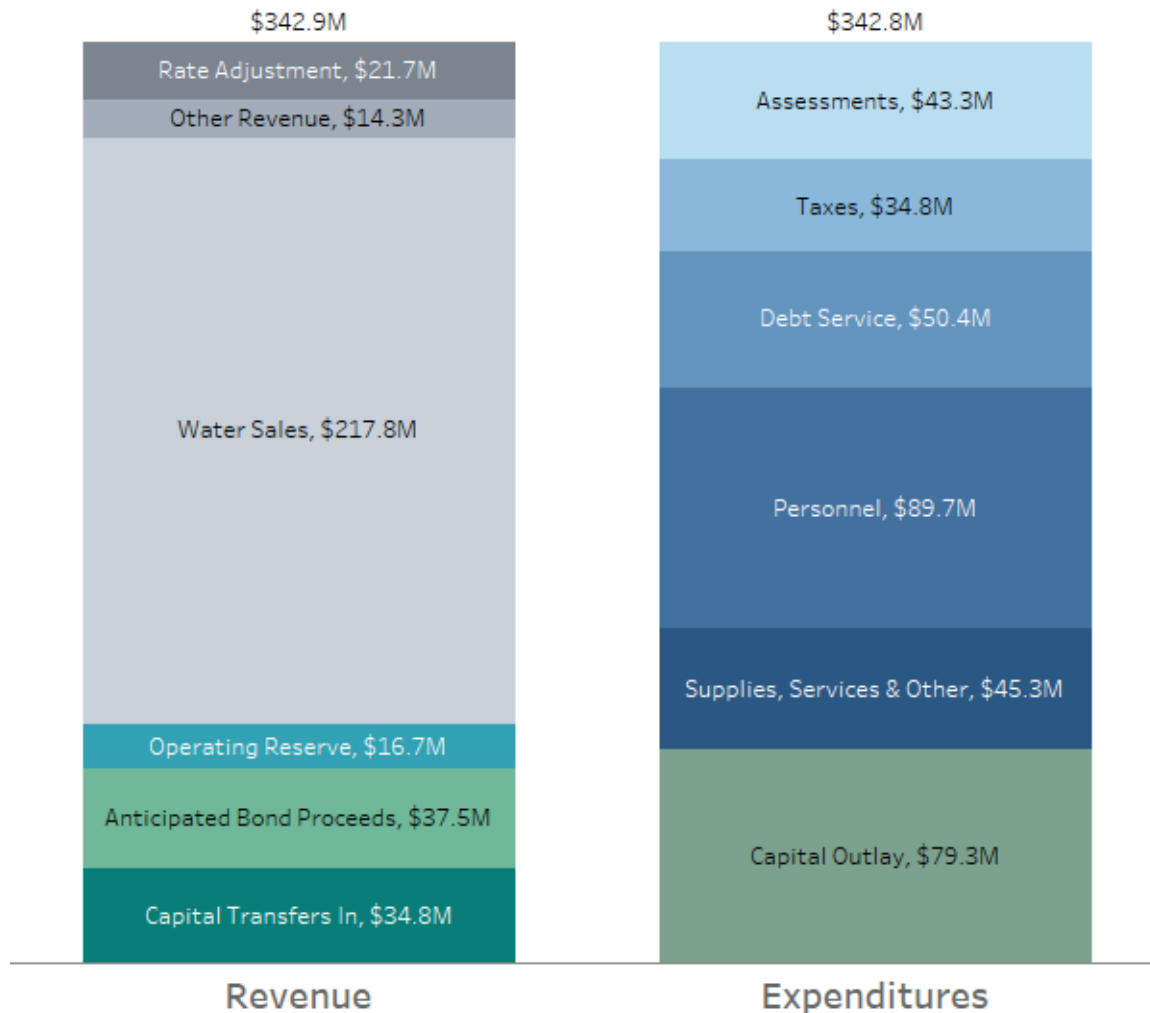 $342.9M
Rate Adjustment, $21.7M
Other Revenue, $14.3M
Water Sales, $217.8M
Operating Reserve, $16.7M
Anticipated Bond Proceeds, $37.5M
Capital Transfers In, $34.8M
Revenue
$342.8M
Assessments, $43.3M
Taxes, $34.8M
Debt Service, $50.4M
Personnel, $89.7M
Supplies, Services & Other, $45.3M
Capital Outlay, $79.3M
Expenditures